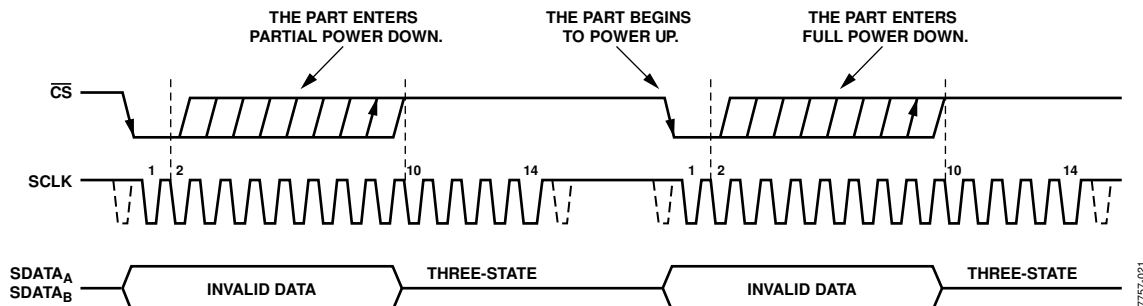 THE PART ENTERS
PARTIAL POWER DOWN.
THE PART BEGINS
TO POWER UP.
THE PART ENTERS
FULL POWER DOWN.
CS
1 2 10 14 1 2 10 14
SCLK
SDATAA
SDATAB
INVALID DATA
THREE-STATE
INVALID DATA
THREE-STATE